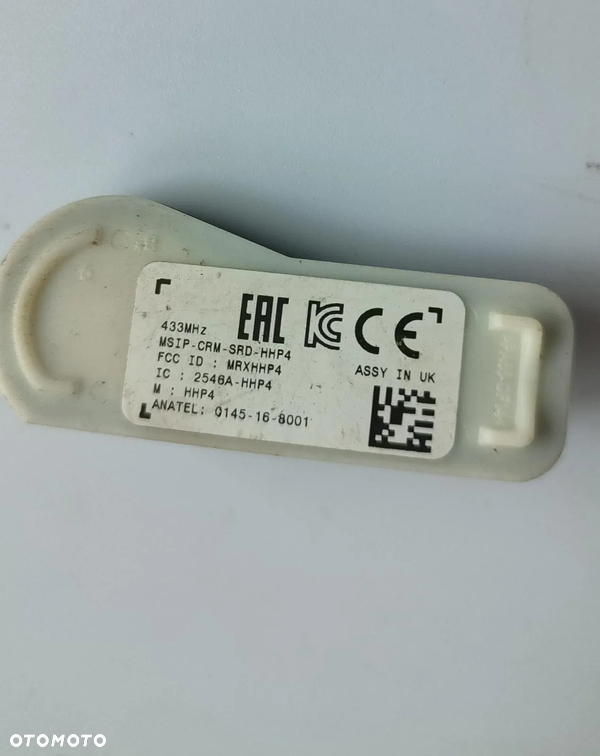 433MHz
EAC
KC
CE
MSIP-CRM-SRD-HHP4
FCC ID : MRXHHP4
IC : 2546A-HHP4
M : HHP4
ANATEL: 0145-16-8001
ASSY IN UK
OTOMOTO